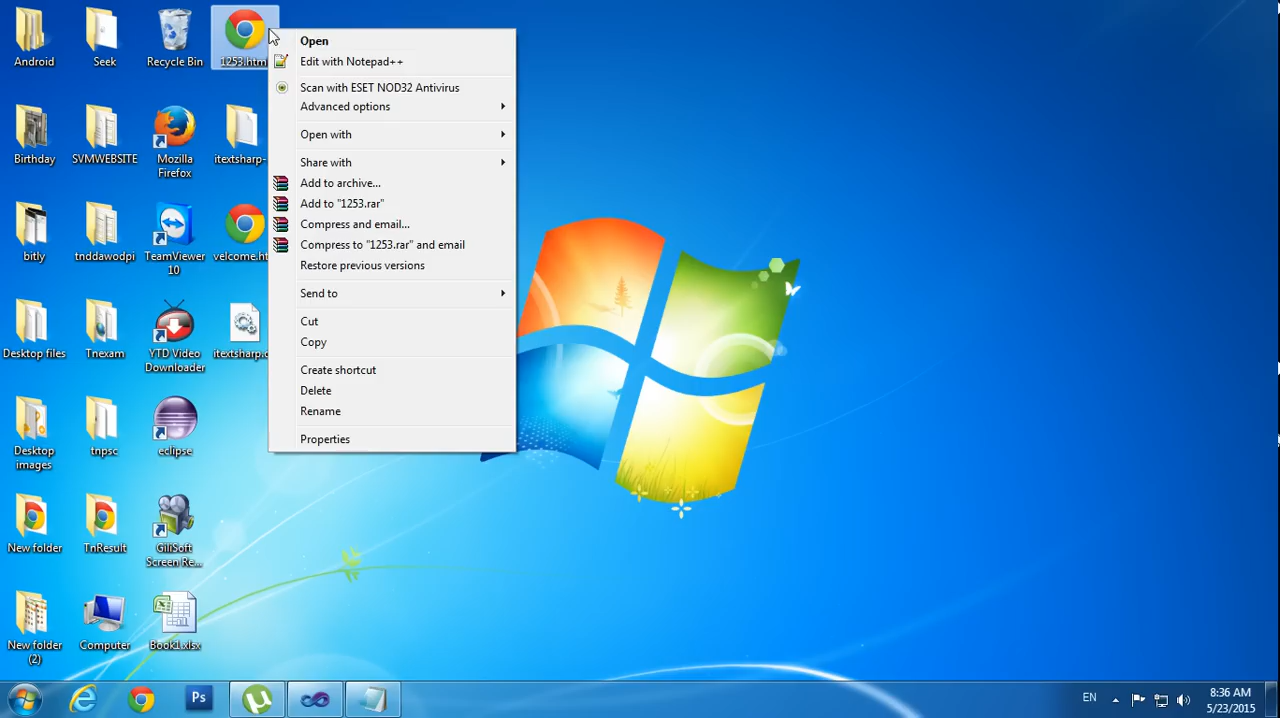 Android
Seek
Recycle Bin
1253.htm
Birthday
SVMWEBSITE
Mozilla
Firefox
itextsharp-
bitly
tnddawodpi
TeamViewer
10
velcome.ht
Desktop files
Tnexam
YTD Video
Downloader
itextsharp.
Desktop
images
tnpsc
eclipse
New folder
TnResult
GiliSoft
Screen Re...
New folder
(2)
Computer
Book1.xlsx
Open
Edit with Notepad++
Scan with ESET NOD32 Antivirus
Advanced options
Open with
Share with
Add to archive...
Add to "1253.rar"
Compress and email...
Compress to "1253.rar" and email
Restore previous versions
Send to
Cut
Copy
Create shortcut
Delete
Rename
Properties
Ps
EN
8:36 AM
5/23/2015